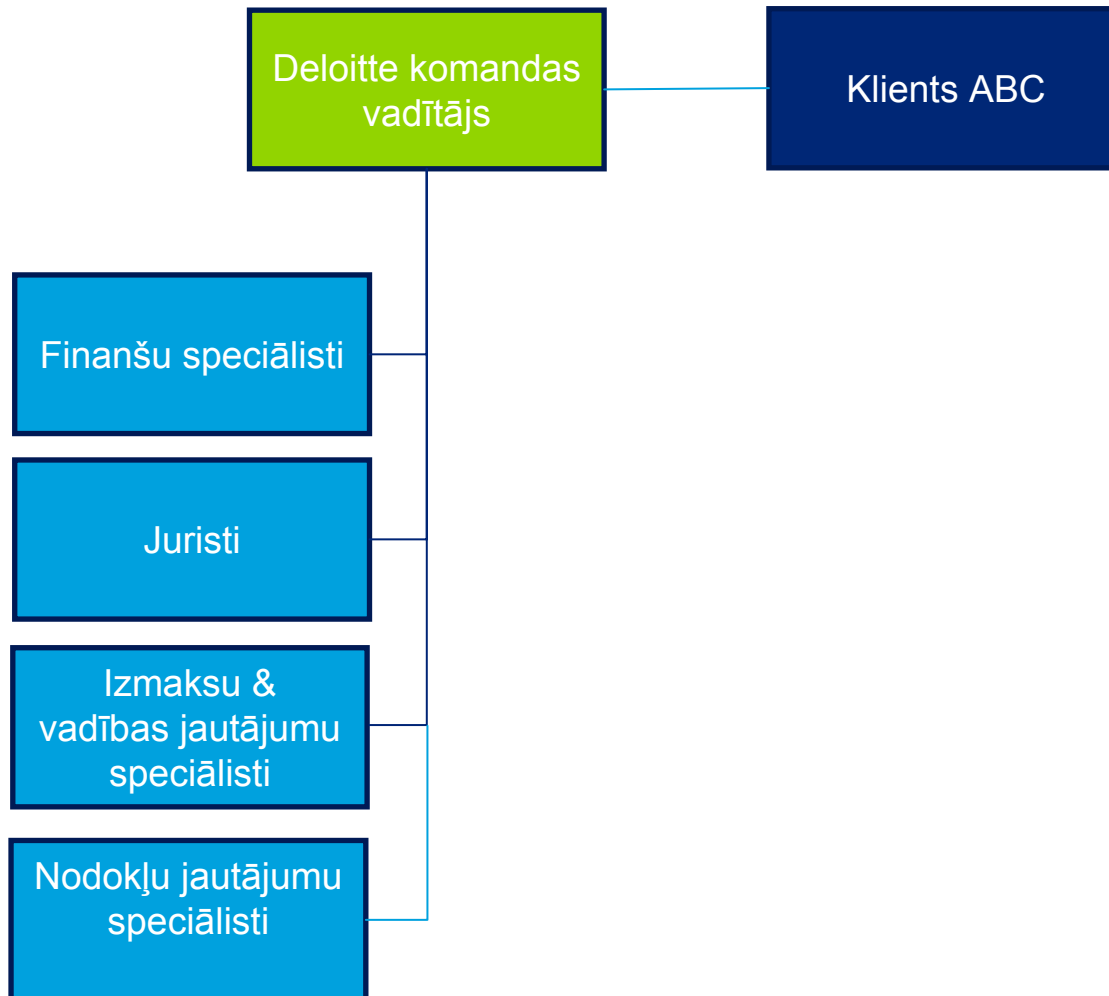 Deloitte komandas
vadītājs
Klients ABC
Finanšu speciālisti
Juristi
Izmaksu &
vadības jautājumu
speciālisti
Nodokļu jautājumu
speciālisti